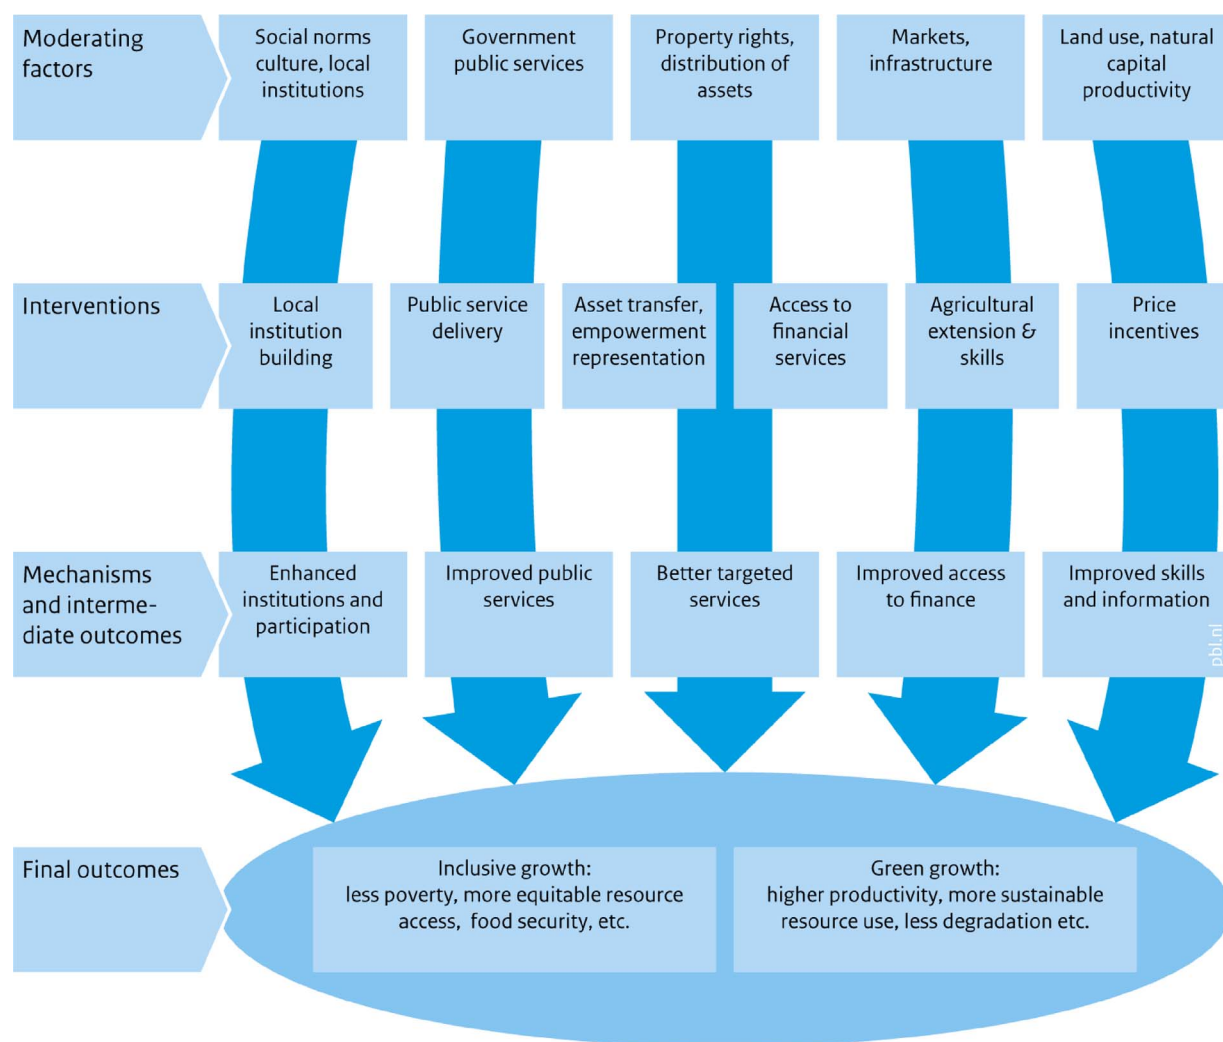 Moderating
factors
Social norms
culture, local
institutions
Government
public services
Property rights,
distribution of
assets
Markets,
infrastructure
Land use, natural
capital
productivity
Interventions
Local
institution
building
Public service
delivery
Asset transfer,
empowerment
representation
Access to
financial
services
Agricultural
extension &
skills
Price
incentives
Mechanisms
and interme-
diate outcomes
Enhanced
institutions and
participation
Improved public
services
Better targeted
services
Improved access
to finance
Improved skills
and information
pbl.nl
Final outcomes
Inclusive growth:
less poverty, more equitable resource
access, food security, etc.
Green growth:
higher productivity, more sustainable
resource use, less degradation etc.